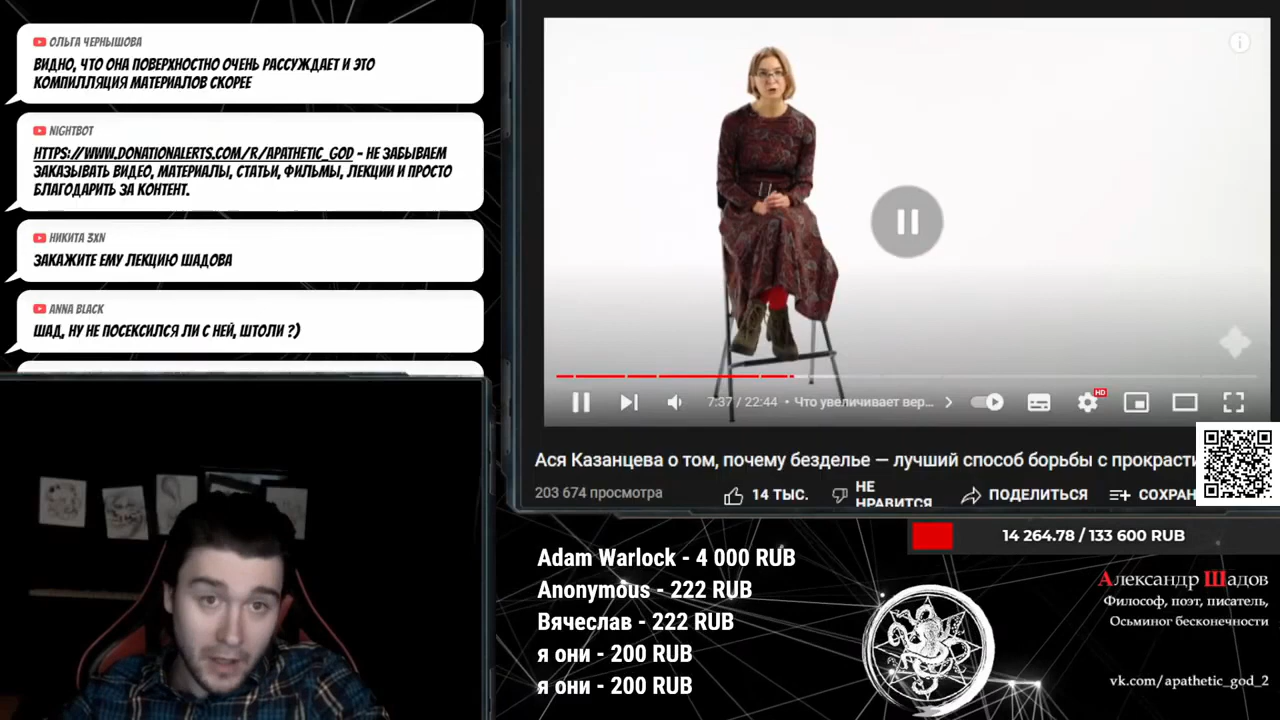 ОЛЬГА ЧЕРНЫШОВА
ВИДНО, ЧТО ОНА ПОВЕРХНОСТНО ОЧЕНЬ РАССУЖДАЕТ И ЭТО
КОМПИЛЛЯЦИЯ МАТЕРИАЛОВ СКОРЕЕ
NIGHTBOT
HTTPS://WWW.DONATIONALERTS.COM/R/APATHETIC_GOD - НЕ ЗАБЫВАЕМ
ЗАКАЗЫВАТЬ ВИДЕО, МАТЕРИАЛЫ, СТАТЬИ, ФИЛЬМЫ, ЛЕКЦИИ И ПРОСТО
БЛАГОДАРИТЬ ЗА КОНТЕНТ.
НИКИТА 3XN
ЗАКАЖИТЕ ЕМУ ЛЕКЦИЮ ШАДОВА
ANNA BLACK
ШАД, НУ НЕ ПОСЕКСИЛСЯ ЛИ С НЕЙ, ШТОЛИ ?)
7:37 / 22:44 • Что увеличивает вер...
HD
Ася Казанцева о том, почему безделье — лучший способ борьбы с прокрасти
203 674 просмотра
14 ТЫС.
НЕ
НРАВИТСЯ
ПОДЕЛИТЬСЯ
СОХРАН
14 264.78 / 133 600 RUB
Adam Warlock - 4 000 RUB
Anonymous - 222 RUB
Вячеслав - 222 RUB
я они - 200 RUB
я они - 200 RUB
Александр Шадов
Философ, поэт, писатель,
Осьминог бесконечности
vk.com/apathetic_god_2